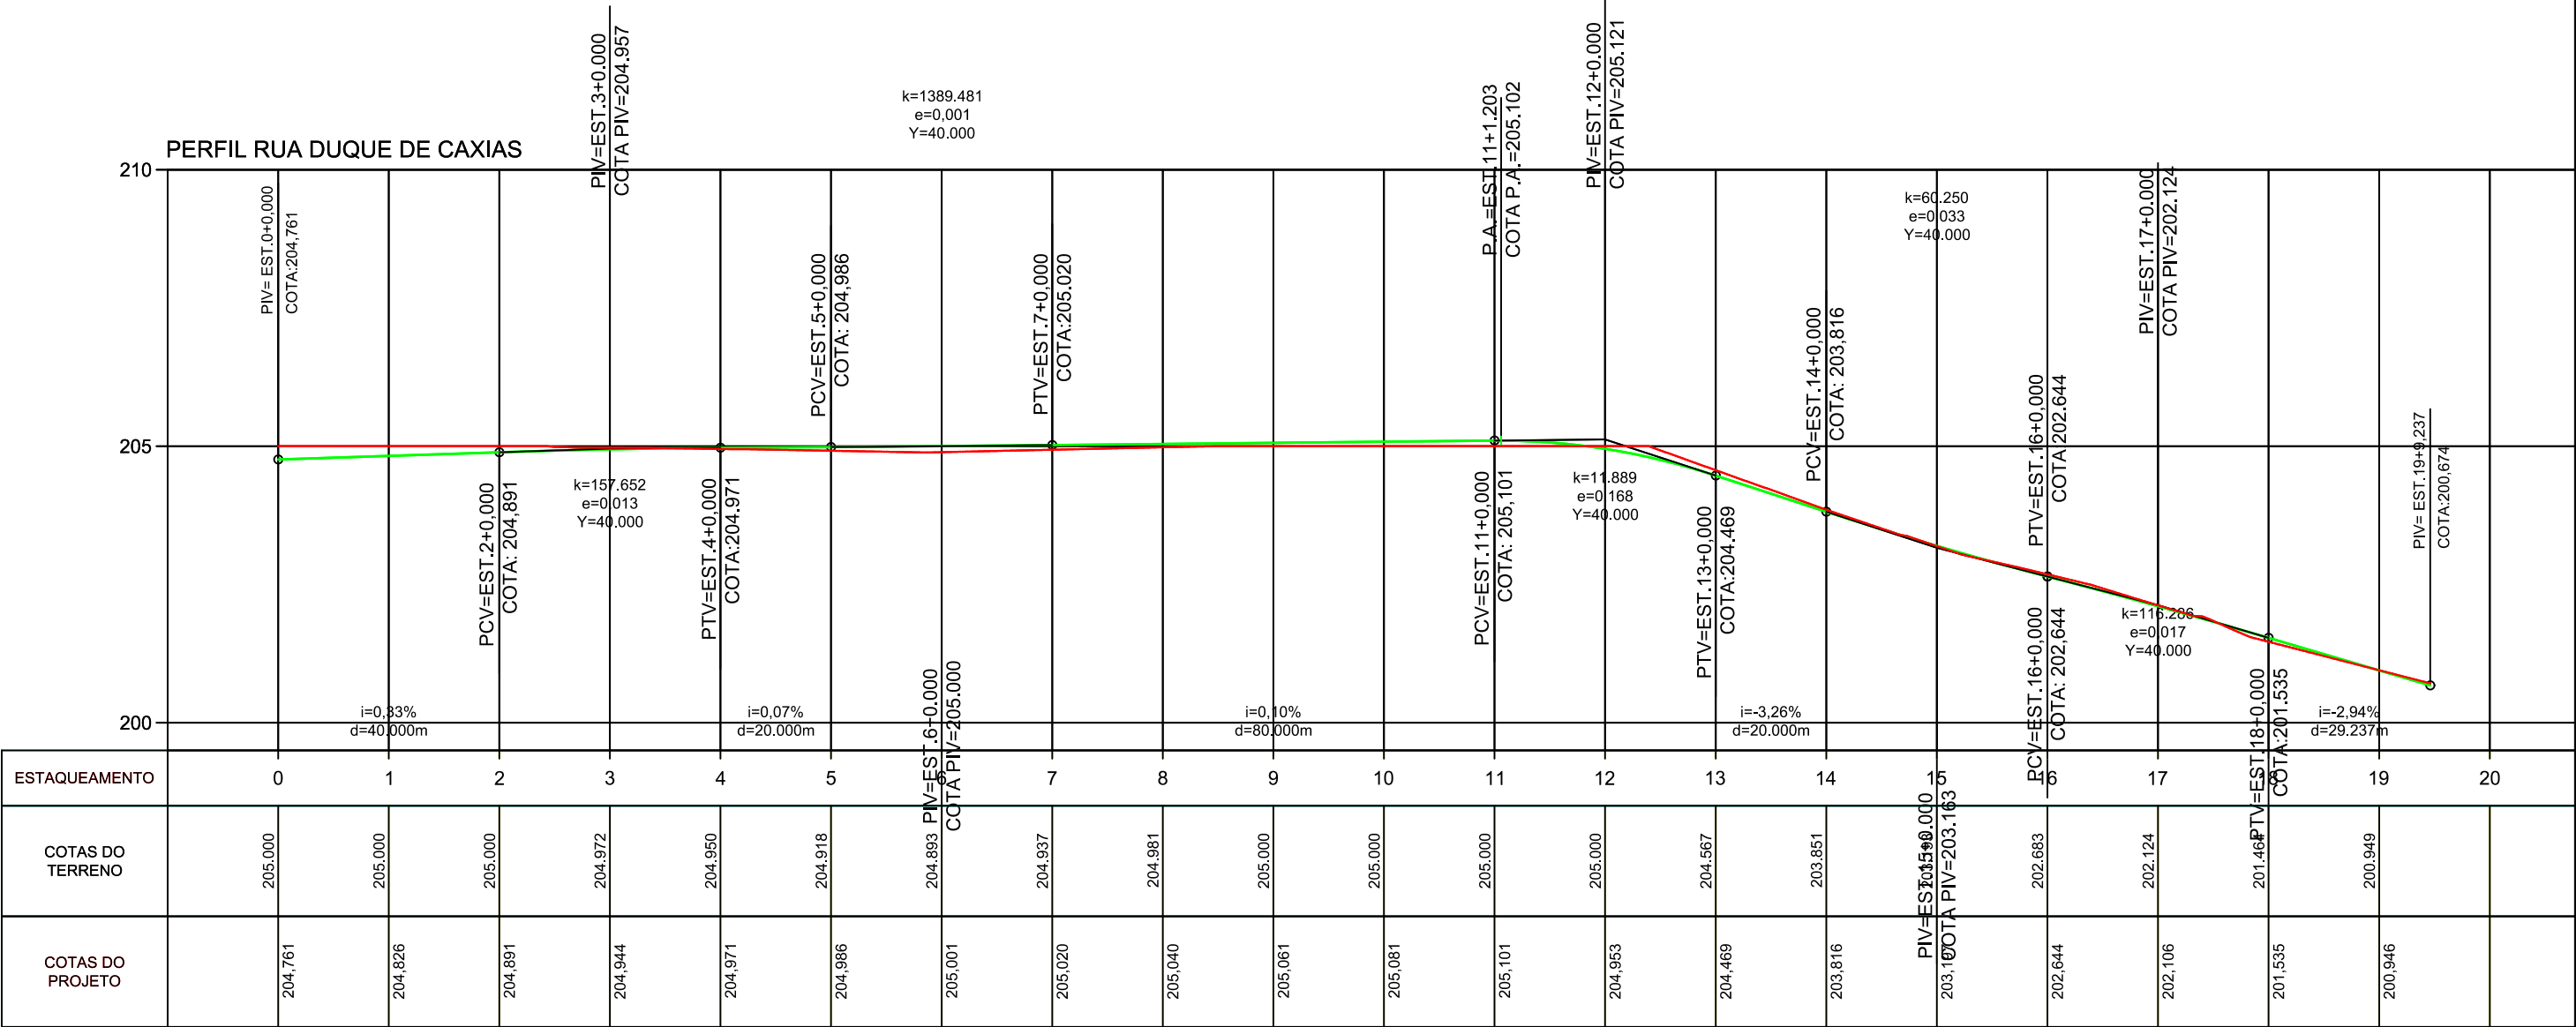 PIV=EST.3+0.000
COTA PIV=204.957
k=1389.481
e=0,001
Y=40.000
P.A.=EST.11+1.203
COTA P.A.=205.102
PIV=EST.12+0.000
COTA PIV=205.121
PERFIL RUA DUQUE DE CAXIAS
210
PIV= EST.0+0,000
COTA:204,761
k=60.250
e=0,033
Y=40.000
PIV=EST.17+0.000
COTA PIV=202.124
PCV=EST.5+0,000
COTA: 204,986
PTV=EST.7+0,000
COTA:205.020
PCV=EST.14+0,000
COTA: 203,816
PTV=EST.16+0,000
COTA:202.644
PIV= EST.19+9,237
COTA:200,674
205
PCV=EST.2+0,000
COTA: 204,891
k=157.652
e=0,013
Y=40.000
PTV=EST.4+0,000
COTA:204.971
PCV=EST.11+0,000
COTA: 205,101
k=11.889
e=0,168
Y=40.000
PTV=EST.13+0,000
COTA:204.469
PCV=EST.16+0,000
COTA: 202,644
k=116.286
e=0,017
Y=40.000
PTV=EST.18+0,000
COTA:201.535
PIV=EST.6+0.000
COTA PIV=205.000
200
i=0,33%
d=40.000m
i=0,07%
d=20.000m
i=0,10%
d=80.000m
i=-3,26%
d=20.000m
i=-2,94%
d=29.237m
ESTAQUEAMENTO 0 1 2 3 4 5 6 7 8 9 10 11 12 13 14 15 16 17 18 19 20
PIV=EST.15+0.000
COTA PIV=203.163
COTAS DO
TERRENO
205.000 205.000 205.000 204.972 204.950 204.918 204.893 204.937 204.981 205.000 205.000 205.000 205.000 204.567 203.851 202.683 202.124 201.464 200.949
COTAS DO
PROJETO
204,761 204,826 204,891 204,944 204,971 204,986 205,001 205,020 205,040 205,061 205,081 205,101 204,953 204,469 203,816 202,644 202,106 201,535 200,946